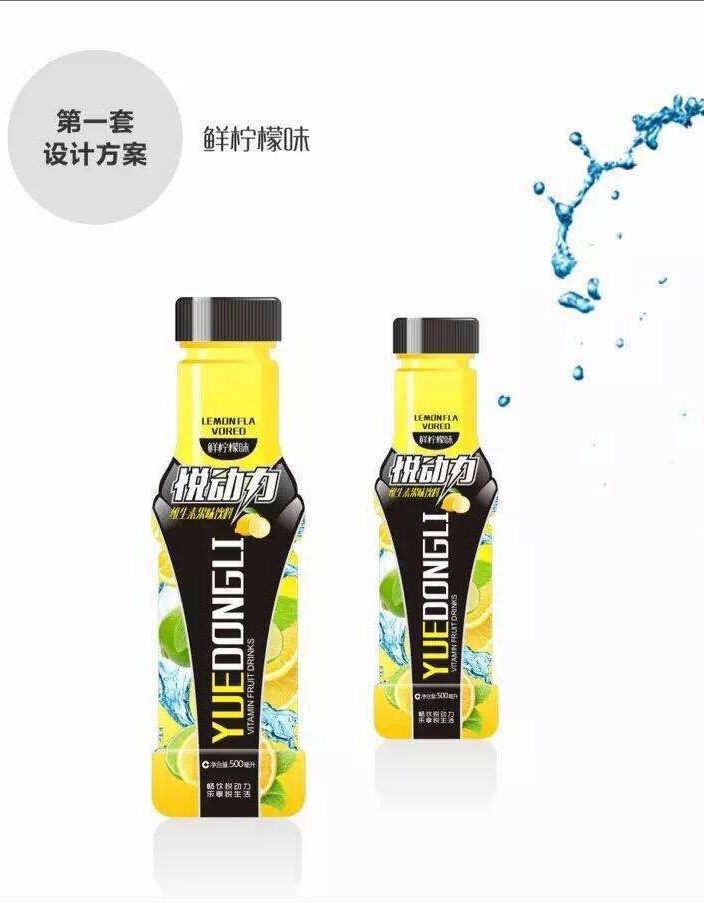 第一套
设计方案
鲜柠檬味
LEMONFLA
VORED
鲜柠檬味
悦动力
维生素果味饮料
YUEDONGLI
VITAMIN FRUIT DRINKS
净含量:500毫升
畅饮悦动力
乐享悦生活
LEMONFLA
VORED
鲜柠檬味
悦动力
维生素果味饮料
YUEDONGLI
VITAMIN FRUIT DRINKS
净含量:500毫升
畅饮悦动力
乐享悦生活